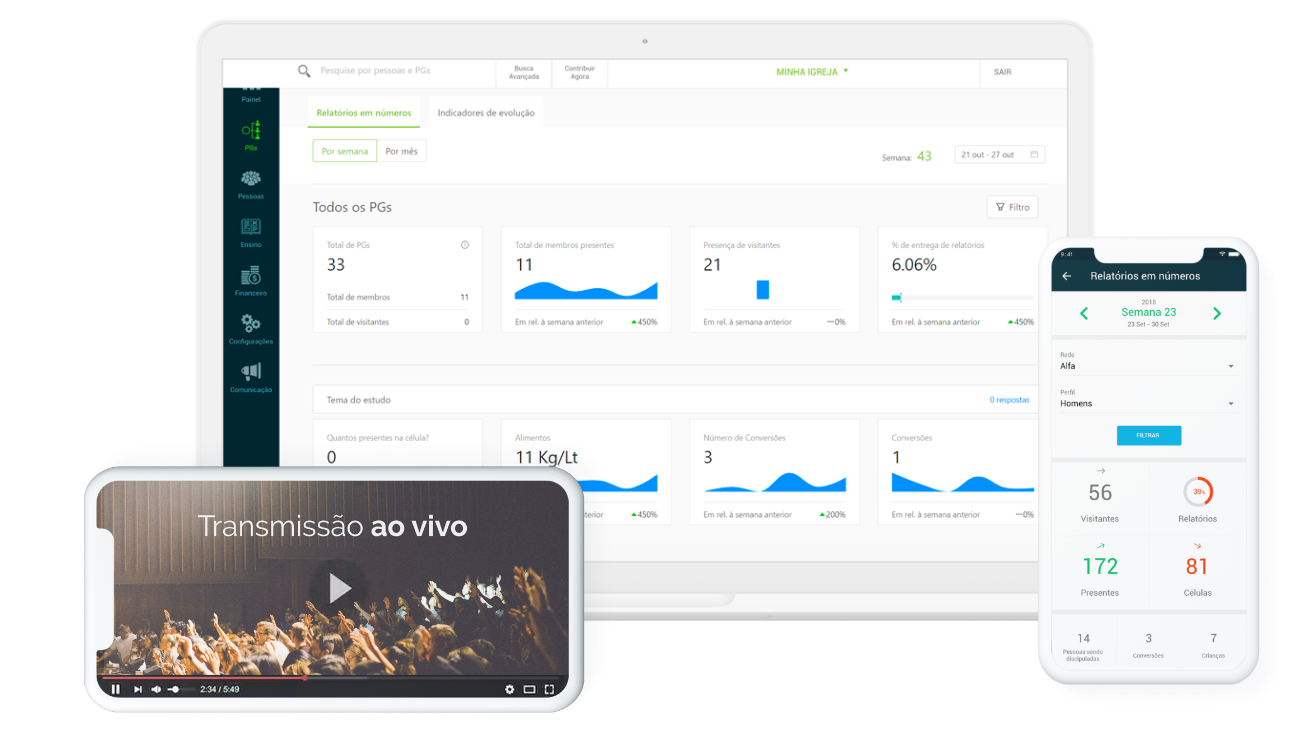 Pesquise por pessoas e PGs
Busca
Avançada
Contribuir
Agora
MINHA IGREJA
SAIR
Painel
PGs
Pessoas
Ensino
Financeiro
Configurações
Comunicação
Relatórios em números
Indicadores de evolução
Por semana
Por mês
Semana: 43
21 out - 27 out
Todos os PGs
Filtro
Total de PGs
33
Total de membros 11
Total de visitantes 0
Total de membros presentes
11
Em rel. à semana anterior 450%
Presença de visitantes
21
Em rel. à semana anterior —0%
% de entrega de relatórios
6.06%
Em rel. à semana anterior 450%
Tema do estudo
0 respostas
Quantos presentes na célula?
0
Alimentos
11 Kg/Lt
terior 450%
Número de Conversões
3
Em rel. à semana anterior 200%
Conversões
1
Em rel. à semana anterior —0%
Transmissão ao vivo
2:34 / 5:49
9:41
Relatórios em números
2018
Semana 23
23 Set - 30 Set
Rede
Alfa
Perfil
Homens
FILTRAR
56
Visitantes
39%
Relatórios
172
Presentes
81
Células
14
Pessoas sendo
discipuladas
3
Conversões
7
Crianças